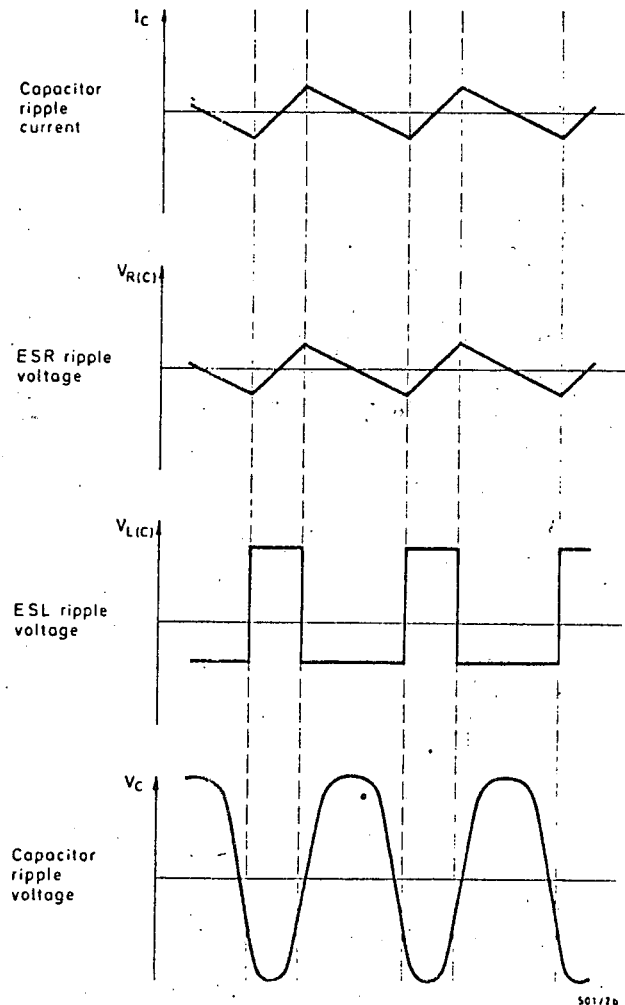 I_C
Capacitor
ripple
current
V_R(C)
ESR ripple
voltage
V_L(C)
ESL ripple
voltage
V_C
Capacitor
ripple
voltage
501/2b